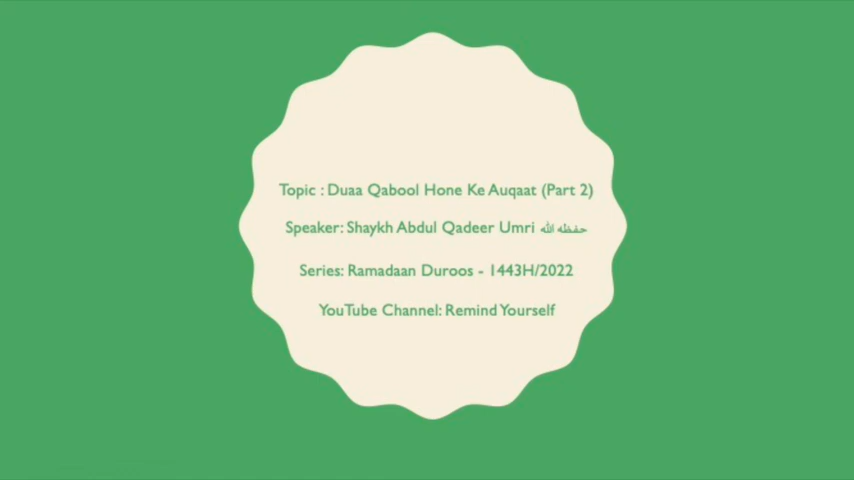 Topic : Duaa Qabool Hone Ke Auqaat (Part 2)
Speaker: Shaykh Abdul Qadeer Umri حفظه الله
Series: Ramadaan Duroos - 1443H/2022
YouTube Channel: Remind Yourself